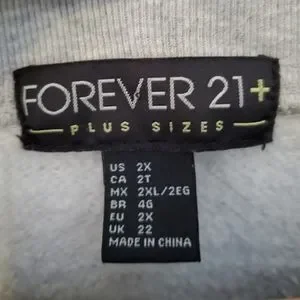 FOREVER 21+
PLUS SIZES
US 2X
CA 2T
MX 2XL/2EG
BR 4G
EU 2X
UK 22
MADE IN CHINA